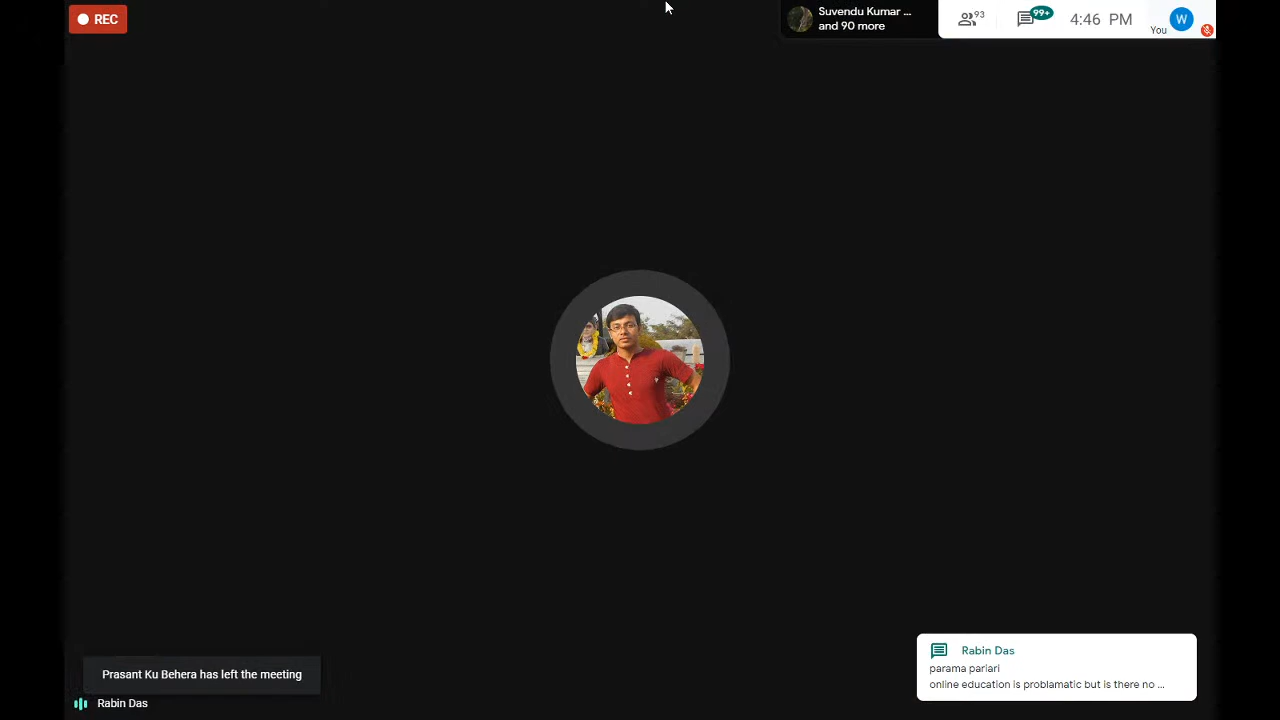 REC
Suvendu Kumar ...
and 90 more
93
99+
4:46 PM
You
W
Rabin Das
parama pariari
online education is problamatic but is there no ...
Prasant Ku Behera has left the meeting
Rabin Das